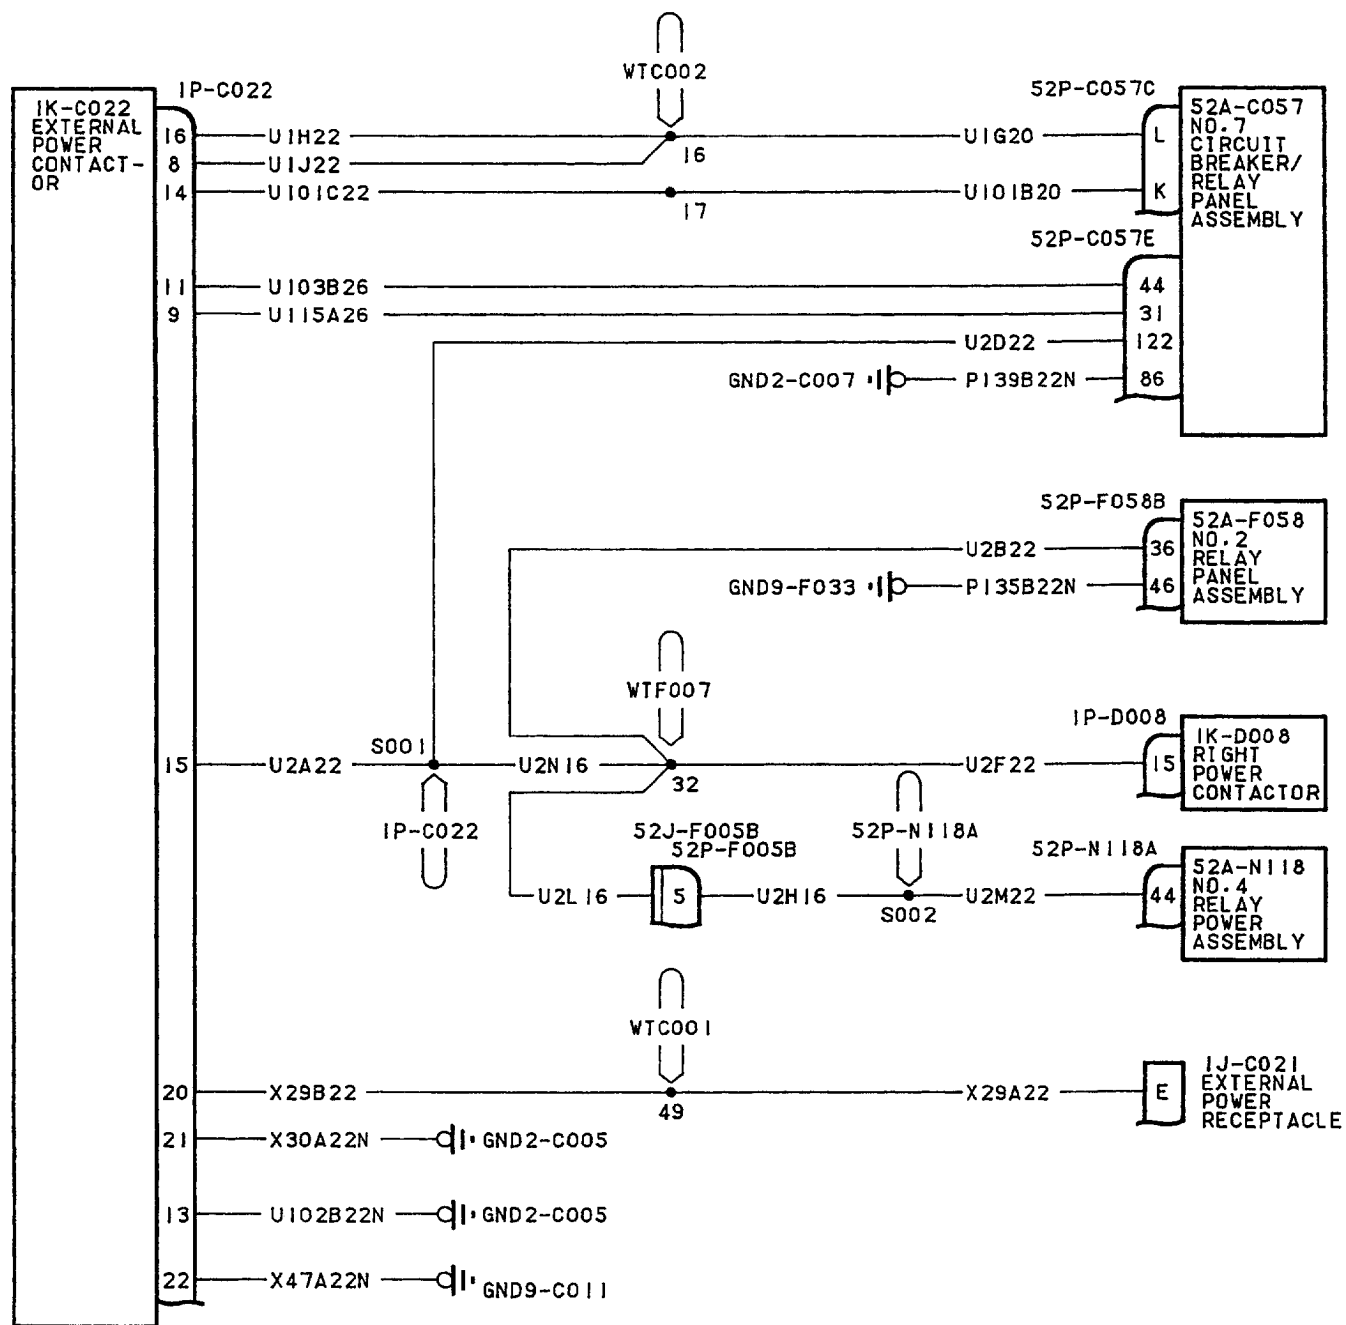 WTC002
1P-C022
52P-C057C
1K-C022
EXTERNAL
POWER
CONTACT-
OR
52A-C057
NO.7
CIRCUIT
BREAKER/
RELAY
PANEL
ASSEMBLY
16 U1H22 16 U1G20 L
8 U1J22
14 U101C22 17 U101B20 K
52P-C057E
11 U103B26 44
9 U115A26 31
U2D22 122
GND2-C007 P139B22N 86
52P-F058B
52A-F058
NO.2
RELAY
PANEL
ASSEMBLY
U2B22 36
GND9-F033 P135B22N 46
WTF007
1P-D008
1K-D008
RIGHT
POWER
CONTACTOR
S001
15 U2A22 U2N16 32 U2F22 15
1P-C022
52J-F005B
52P-F005B
52P-N118A
52P-N118A
52A-N118
NO.4
RELAY
POWER
ASSEMBLY
U2L16 S U2H16 S002 U2M22 44
WTC001
1J-C021
EXTERNAL
POWER
RECEPTACLE
20 X29B22 49 X29A22 E
21 X30A22N GND2-C005
13 U102B22N GND2-C005
22 X47A22N GND9-C011